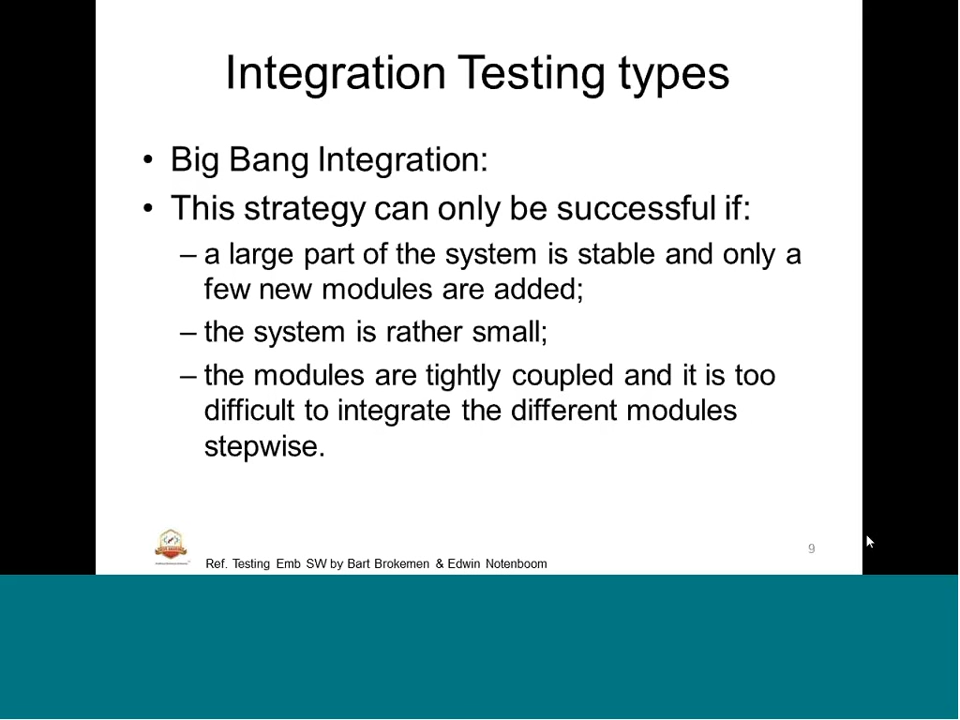 Integration Testing types
• Big Bang Integration:
• This strategy can only be successful if:
– a large part of the system is stable and only a
few new modules are added;
– the system is rather small;
– the modules are tightly coupled and it is too
difficult to integrate the different modules
stepwise.
Ref. Testing Emb SW by Bart Brokemen & Edwin Notenboom
9